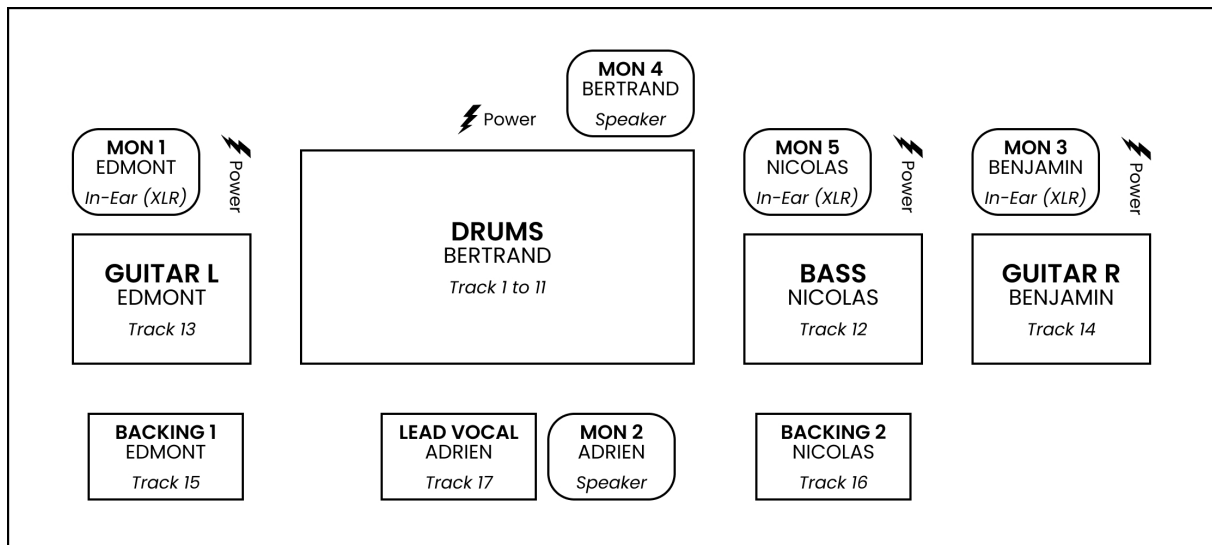 MON 4
BERTRAND
Speaker
Power
MON 1
EDMONT
In-Ear (XLR)
Power
MON 5
NICOLAS
In-Ear (XLR)
Power
MON 3
BENJAMIN
In-Ear (XLR)
Power
GUITAR L
EDMONT
Track 13
DRUMS
BERTRAND
Track 1 to 11
BASS
NICOLAS
Track 12
GUITAR R
BENJAMIN
Track 14
BACKING 1
EDMONT
Track 15
LEAD VOCAL
ADRIEN
Track 17
MON 2
ADRIEN
Speaker
BACKING 2
NICOLAS
Track 16